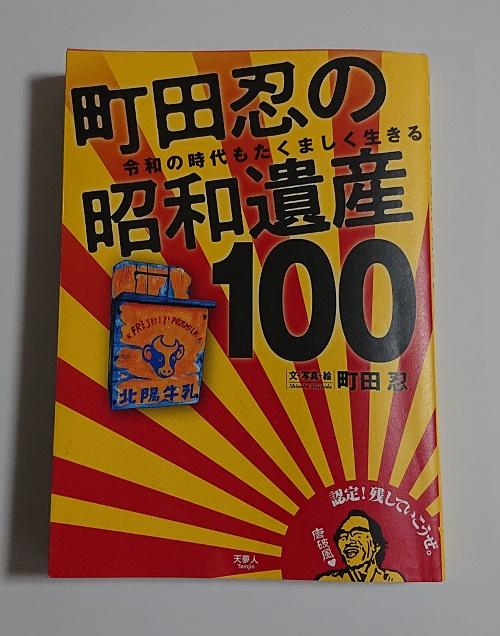 町田忍の
令和の時代もたくましく生きる
昭和遺産
100
文・写真・絵
町田 忍
FRESH
北陽牛乳
認定！残していこうぜ。
唐破風
天夢人
Temjin